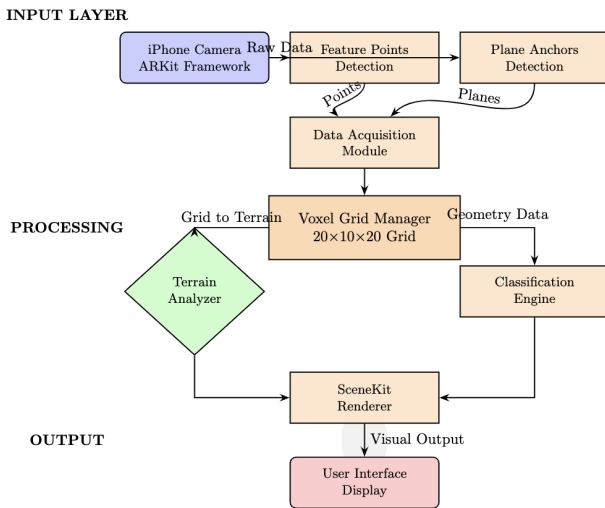 INPUT LAYER
iPhone Camera
ARKit Framework
Raw Data
Feature Points
Detection
Plane Anchors
Detection
Points
Planes
Data Acquisition
Module
PROCESSING
Grid to Terrain
Voxel Grid Manager
20×10×20 Grid
Geometry Data
Terrain
Analyzer
Classification
Engine
SceneKit
Renderer
OUTPUT
Visual Output
User Interface
Display